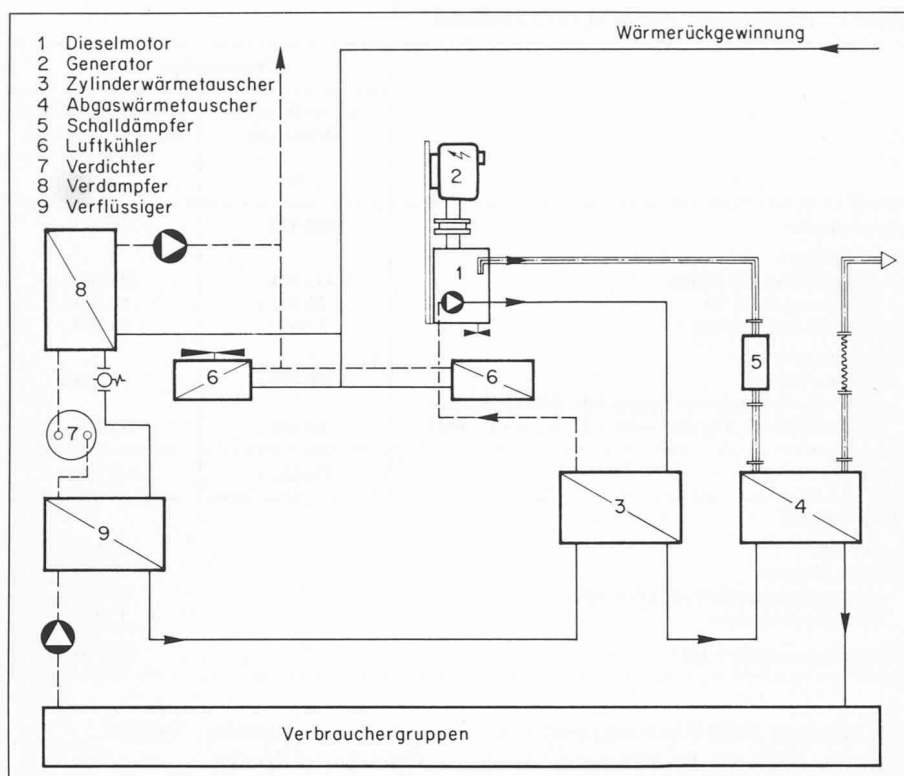 Wärmerückgewinnung
1 Dieselmotor
2 Generator
3 Zylinderwärmetauscher
4 Abgaswärmetauscher
5 Schalldämpfer
6 Luftkühler
7 Verdichter
8 Verdampfer
9 Verflüssiger
2
1
8
5
6
6
7
3
4
9
Verbrauchergruppen